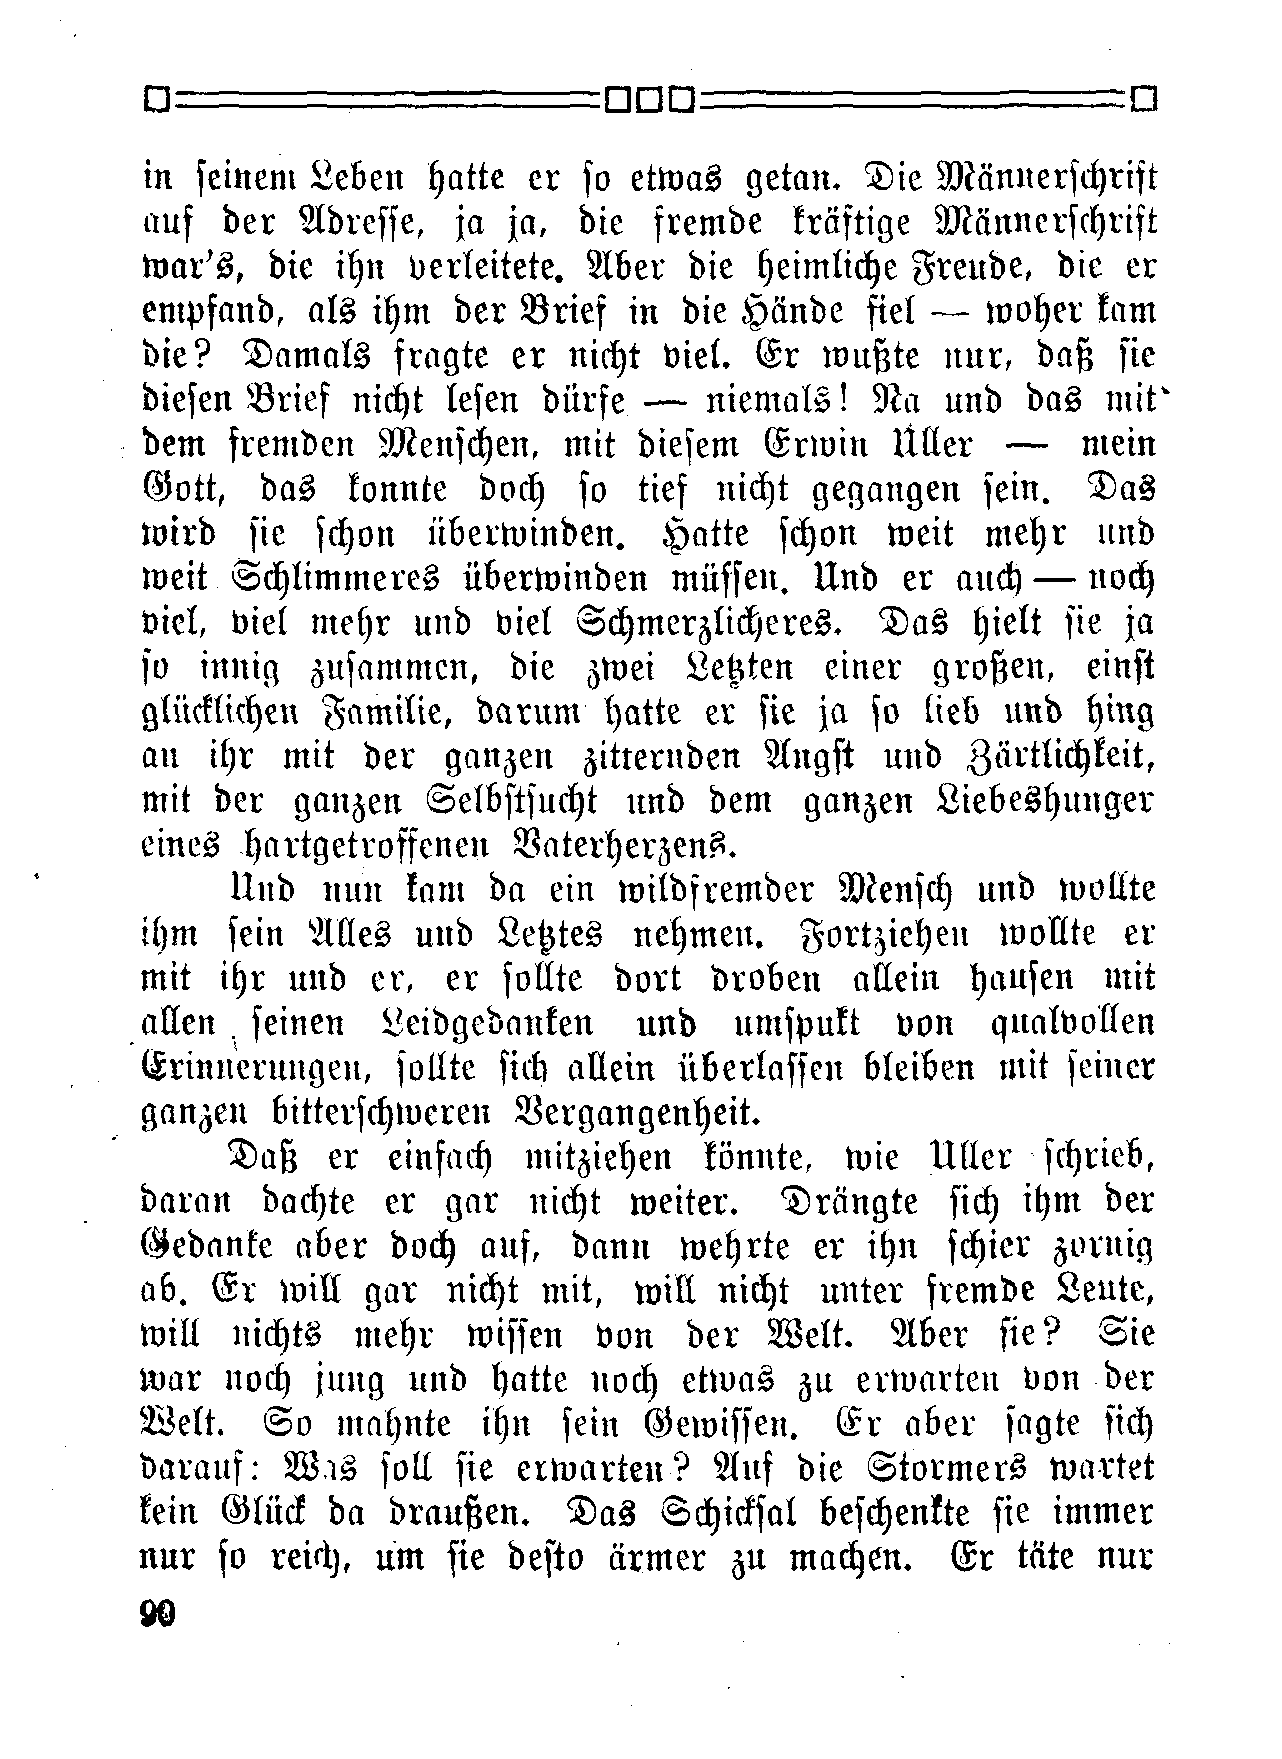 in seinem Leben hatte er so etwas getan. Die Männerschrift
auf der Adresse, ja ja, die fremde kräftige Männerschrift
war's, die ihn verleitete. Aber die heimliche Freude, die er
empfand, als ihm der Brief in die Hände fiel — woher kam
die? Damals fragte er nicht viel. Er wußte nur, daß sie
diesen Brief nicht lesen dürfe — niemals! Na und das mit
dem fremden Menschen, mit diesem Erwin Uller — mein
Gott, das konnte doch so tief nicht gegangen sein. Das
wird sie schon überwinden. Hatte schon weit mehr und
weit Schlimmeres überwinden müssen. Und er auch — noch
viel, viel mehr und viel Schmerzlicheres. Das hielt sie ja
so innig zusammen, die zwei Letzten einer großen, einst
glücklichen Familie, darum hatte er sie ja so lieb und hing
an ihr mit der ganzen zitternden Angst und Zärtlichkeit,
mit der ganzen Selbstsucht und dem ganzen Liebeshunger
eines hartgetroffenen Vaterherzens.
Und nun kam da ein wildfremder Mensch und wollte
ihm sein Alles und Letztes nehmen. Fortziehen wollte er
mit ihr und er, er sollte dort droben allein hausen mit
allen seinen Leidgedanken und umspukt von qualvollen
Erinnerungen, sollte sich allein überlassen bleiben mit seiner
ganzen bitterschweren Vergangenheit.
Daß er einfach mitziehen könnte, wie Uller schrieb,
daran dachte er gar nicht weiter. Drängte sich ihm der
Gedanke aber doch auf, dann wehrte er ihn schier zornig
ab. Er will gar nicht mit, will nicht unter fremde Leute,
will nichts mehr wissen von der Welt. Aber sie? Sie
war noch jung und hatte noch etwas zu erwarten von der
Welt. So mahnte ihn sein Gewissen. Er aber sagte sich
darauf: Was soll sie erwarten? Auf die Stormers wartet
kein Glück da draußen. Das Schicksal beschenkte sie immer
nur so reich, um sie desto ärmer zu machen. Er täte nur
90